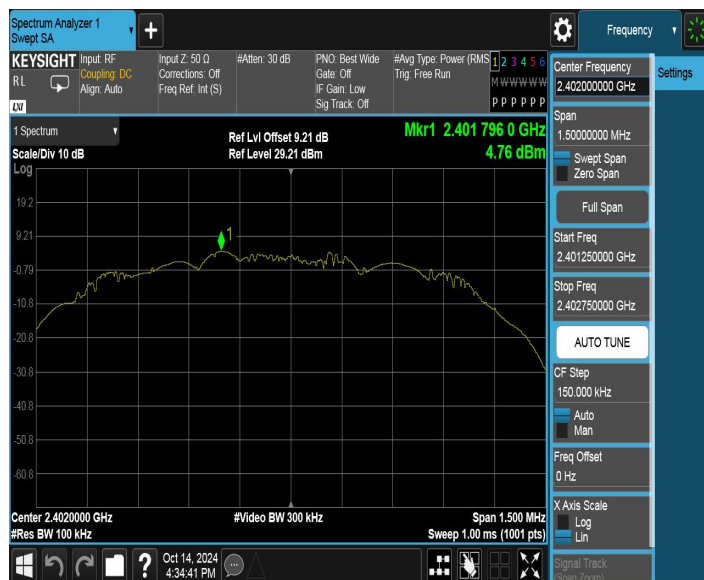 Spectrum Analyzer 1
Swept SA
+
Frequency
KEYSIGHT
R L
LXI
Input: RF
Coupling: DC
Align: Auto
Input Z: 50 Ω
Corrections: Off
Freq Ref: Int (S)
#Atten: 30 dB
PNO: Best Wide
Gate: Off
IF Gain: Low
Sig Track: Off
#Avg Type: Power (RMS
Trig: Free Run
1 2 3 4 5 6
M W W W W W
P P P P P P
1 Spectrum
Scale/Div 10 dB
Log
Ref Lvl Offset 9.21 dB
Ref Level 29.21 dBm
Mkr1 2.401 796 0 GHz
4.76 dBm
19.2
9.21
-0.79
-10.8
-20.8
-30.8
-40.8
-50.8
-60.8
1
Center 2.4020000 GHz
#Res BW 100 kHz
#Video BW 300 kHz
Span 1.500 MHz
Sweep 1.00 ms (1001 pts)
Center Frequency
2.402000000 GHz
Settings
Span
1.50000000 MHz
Swept Span
Zero Span
Full Span
Start Freq
2.401250000 GHz
Stop Freq
2.402750000 GHz
AUTO TUNE
CF Step
150.000 kHz
Auto
Man
Freq Offset
0 Hz
X Axis Scale
Log
Lin
Signal Track
(Span Zoom)
?
Oct 14, 2024
4:34:41 PM